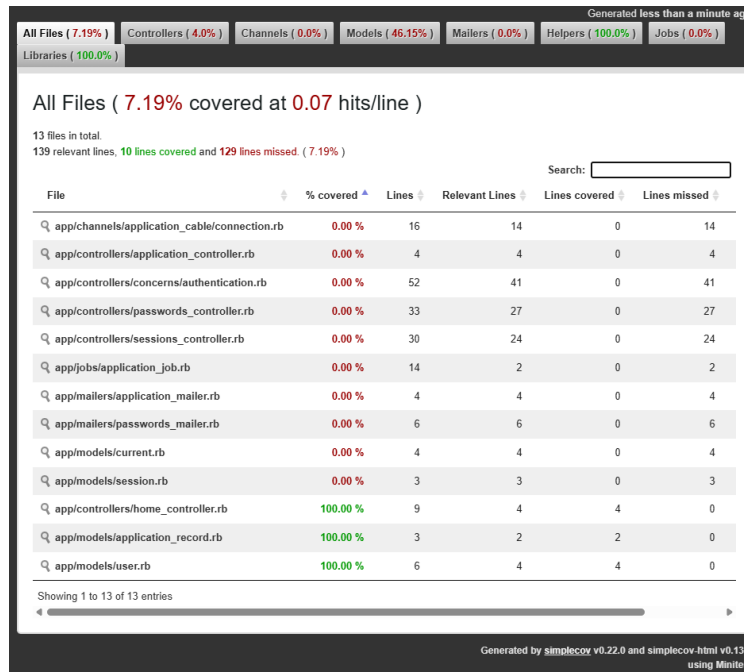 Generated less than a minute ag
All Files ( 7.19% ) Controllers ( 4.0% ) Channels ( 0.0% ) Models ( 46.15% ) Mailers ( 0.0% ) Helpers ( 100.0% ) Jobs ( 0.0% )
Libraries ( 100.0% )
All Files ( 7.19% covered at 0.07 hits/line )
13 files in total.
139 relevant lines, 10 lines covered and 129 lines missed. ( 7.19% )
Search:
File % covered Lines Relevant Lines Lines covered Lines missed
app/channels/application_cable/connection.rb 0.00 % 16 14 0 14
app/controllers/application_controller.rb 0.00 % 4 4 0 4
app/controllers/concerns/authentication.rb 0.00 % 52 41 0 41
app/controllers/passwords_controller.rb 0.00 % 33 27 0 27
app/controllers/sessions_controller.rb 0.00 % 30 24 0 24
app/jobs/application_job.rb 0.00 % 14 2 0 2
app/mailers/application_mailer.rb 0.00 % 4 4 0 4
app/mailers/passwords_mailer.rb 0.00 % 6 6 0 6
app/models/current.rb 0.00 % 4 4 0 4
app/models/session.rb 0.00 % 3 3 0 3
app/controllers/home_controller.rb 100.00 % 9 4 4 0
app/models/application_record.rb 100.00 % 3 2 2 0
app/models/user.rb 100.00 % 6 4 4 0
Showing 1 to 13 of 13 entries
Generated by simplecov v0.22.0 and simplecov-html v0.13
using Minite